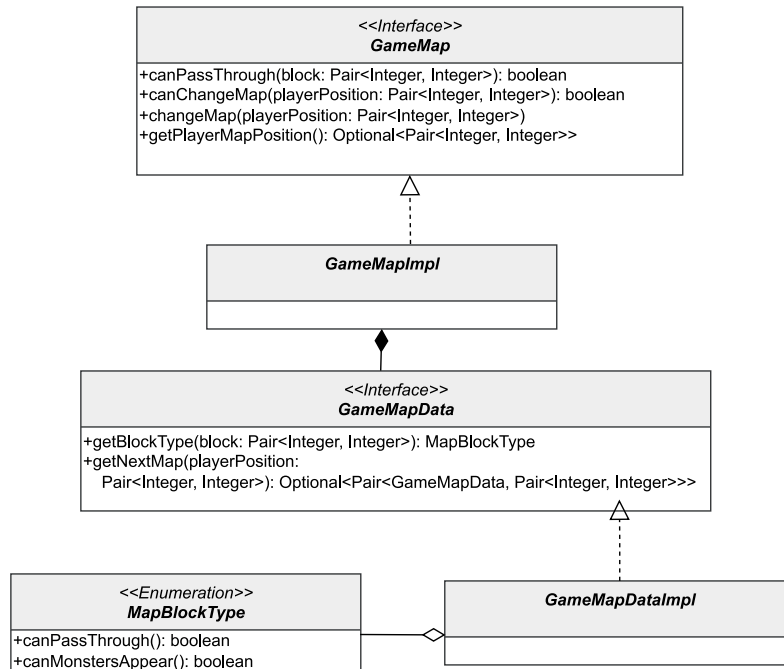 <<Interface>>
GameMap
+canPassThrough(block: Pair<Integer, Integer>): boolean
+canChangeMap(playerPosition: Pair<Integer, Integer>): boolean
+changeMap(playerPosition: Pair<Integer, Integer>)
+getPlayerMapPosition(): Optional<Pair<Integer, Integer>>
GameMapImpl
<<Interface>>
GameMapData
+getBlockType(block: Pair<Integer, Integer>): MapBlockType
+getNextMap(playerPosition:
Pair<Integer, Integer>): Optional<Pair<GameMapData, Pair<Integer, Integer>>>
<<Enumeration>>
MapBlockType
+canPassThrough(): boolean
+canMonstersAppear(): boolean
GameMapDataImpl